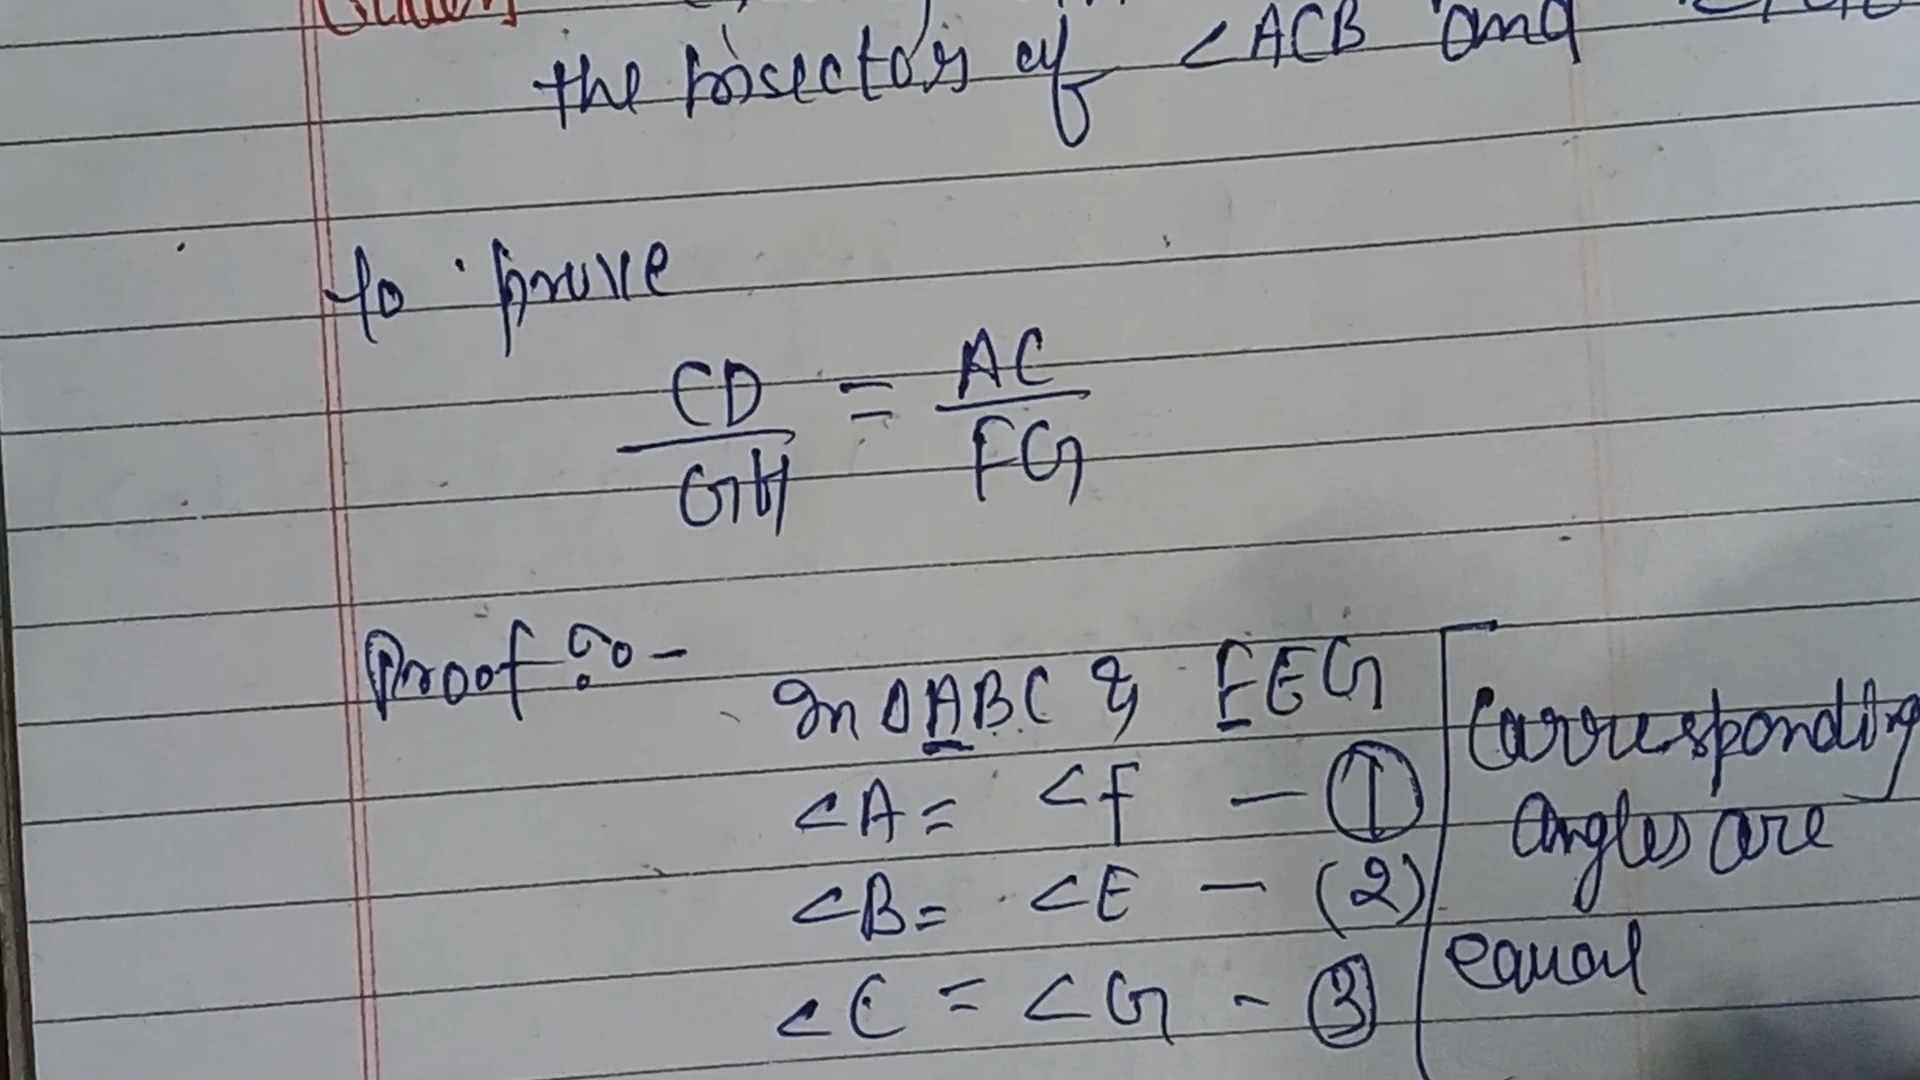 the bisectors of ∠ACB and
to prove
CD/GH = AC/FG
Proof :-
In ΔABC & FEG
∠A = ∠F - ①
∠B = ∠E - (2)
∠C = ∠G - ③
Corresponding
angles are
equal